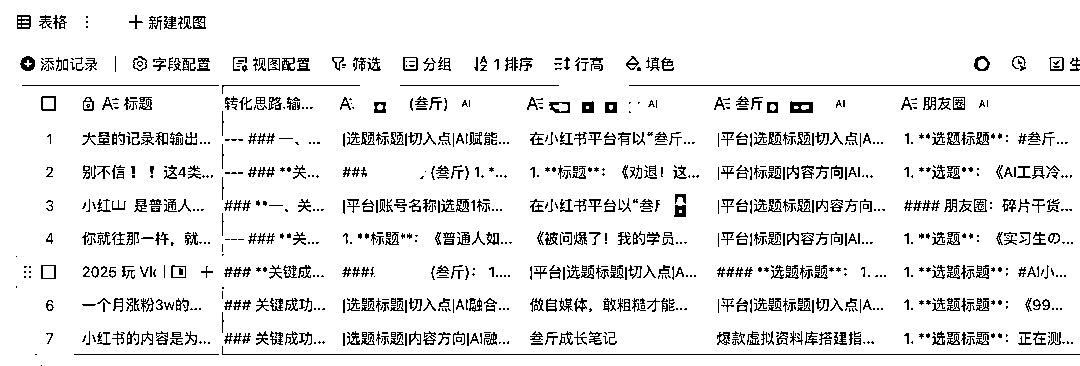 表格 新建视图
添加记录 字段配置 视图配置 筛选 分组 1 排序 行高 填色
标题 转化思路.输... (叁斤) AI AI 叁斤 AI 朋友圈 AI
1 大量的记录和输出... --- ### 一、... |选题标题|切入点|AI赋能... 在小红书平台有以“叁斤... |平台|选题标题|切入点|A... 1. **选题标题**：#叁斤...
2 别不信！！这4类... --- ### **关... ### (叁斤) 1. *... 1. **标题**：《劝退！这... |平台|标题|内容方向|AI... 1. **选题**：《AI工具冷...
3 小红 是普通人... ### **一、关... |平台|账号名称|选题1标... 在小红书平台以“叁 |平台|选题标题|内容方向... #### 朋友圈：碎片干货...
4 你就往那一杵，就... --- ### **关... 1. **标题**：《普通人如... 《被问爆了！我的学员... |平台|标题|内容方向|AI... 1. **选题**：《实习生の...
2025 玩 ### **关键成... #### (叁斤)：1.... |平台|选题标题|切入点|A... #### **选题标题**：1. ... 1. **选题标题**：#AI小...
6 一个月涨粉3w的... ### 关键成功... |选题标题|切入点|AI融合... 做自媒体，敢粗糙才能... |平台|选题标题|切入点|A... 1. **选题标题**：《99...
7 小红书的内容是为... ### 关键成功... |选题标题|内容方向|AI融... 叁斤成长笔记 爆款虚拟资料库搭建指... 1. **选题标题**：正在测...